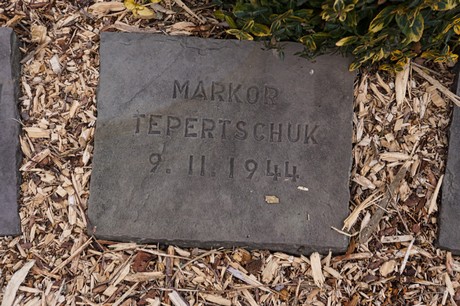 MARKOR
TEPERTSCHUK
9. 11. 1944